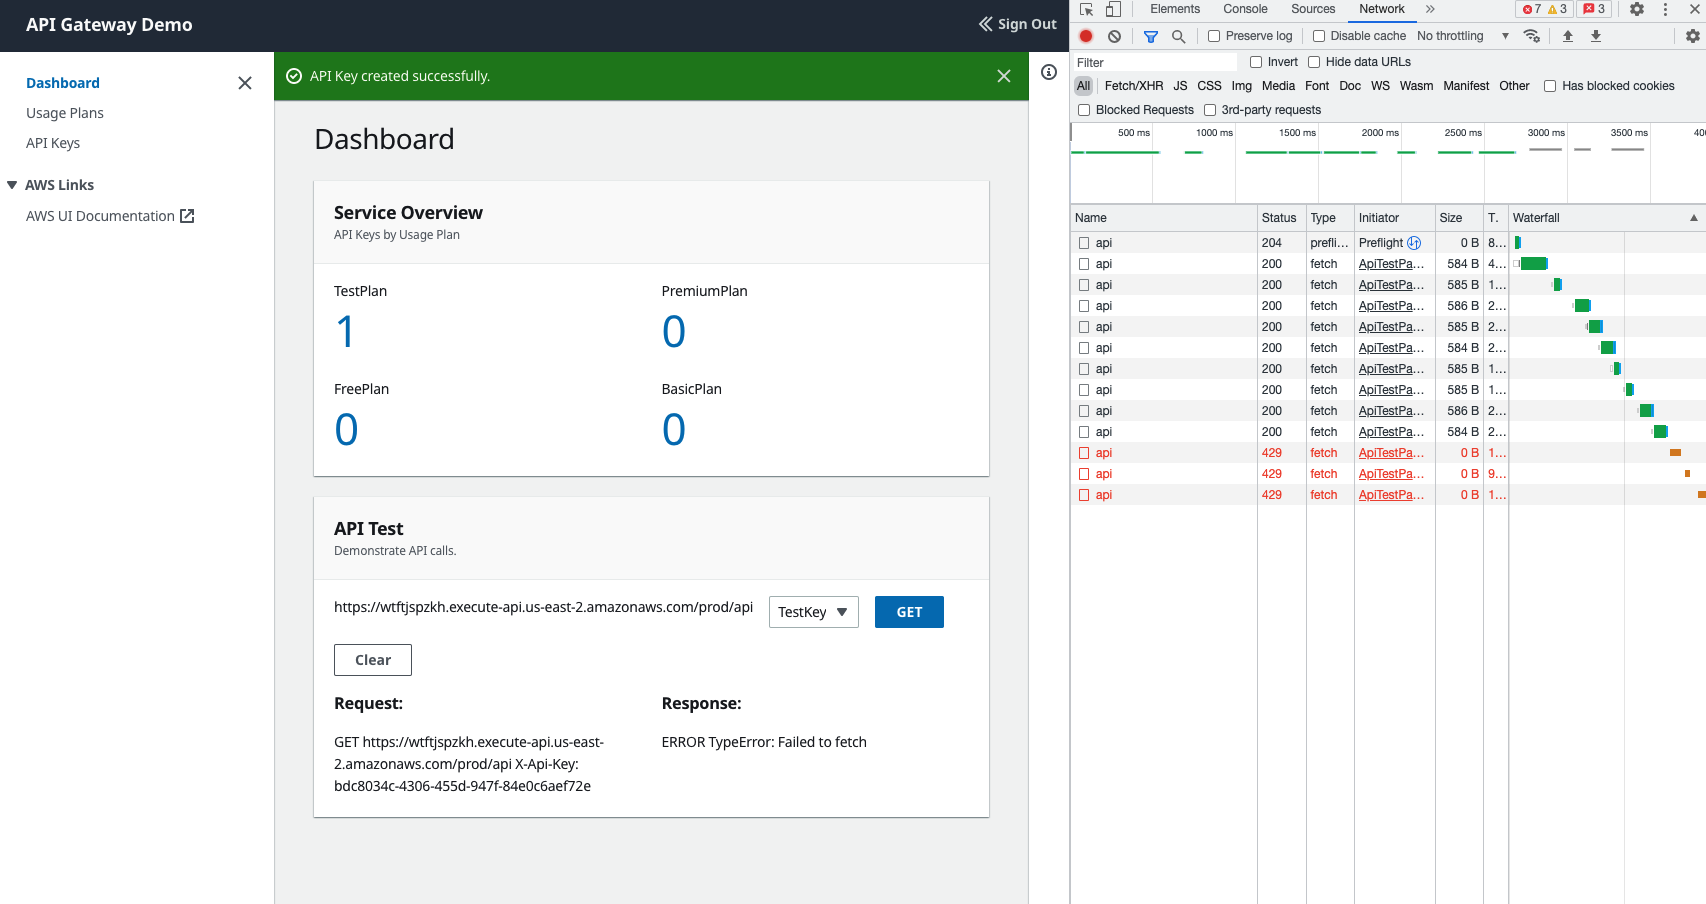 API Gateway Demo
Sign Out
Dashboard
Usage Plans
API Keys
AWS Links
AWS UI Documentation
API Key created successfully.
Dashboard
Service Overview
API Keys by Usage Plan
TestPlan
PremiumPlan
1
0
FreePlan
BasicPlan
0
0
API Test
Demonstrate API calls.
https://wtftjspzkh.execute-api.us-east-2.amazonaws.com/prod/api
TestKey
GET
Clear
Request:
Response:
GET https://wtftjspzkh.execute-api.us-east-
2.amazonaws.com/prod/api X-Api-Key:
bdc8034c-4306-455d-947f-84e0c6aef72e
ERROR TypeError: Failed to fetch
Elements Console Sources Network 7 3 3
Preserve log Disable cache No throttling
Filter Invert Hide data URLs
All Fetch/XHR JS CSS Img Media Font Doc WS Wasm Manifest Other Has blocked cookies
Blocked Requests 3rd-party requests
500 ms 1000 ms 1500 ms 2000 ms 2500 ms 3000 ms 3500 ms 400
Name Status Type Initiator Size T. Waterfall
api 204 prefli... Preflight 0 B 8...
api 200 fetch ApiTestPa... 584 B 4...
api 200 fetch ApiTestPa... 585 B 1...
api 200 fetch ApiTestPa... 586 B 2...
api 200 fetch ApiTestPa... 585 B 2...
api 200 fetch ApiTestPa... 584 B 2...
api 200 fetch ApiTestPa... 585 B 1...
api 200 fetch ApiTestPa... 585 B 1...
api 200 fetch ApiTestPa... 586 B 2...
api 200 fetch ApiTestPa... 584 B 2...
api 429 fetch ApiTestPa... 0 B 1...
api 429 fetch ApiTestPa... 0 B 9...
api 429 fetch ApiTestPa... 0 B 1...